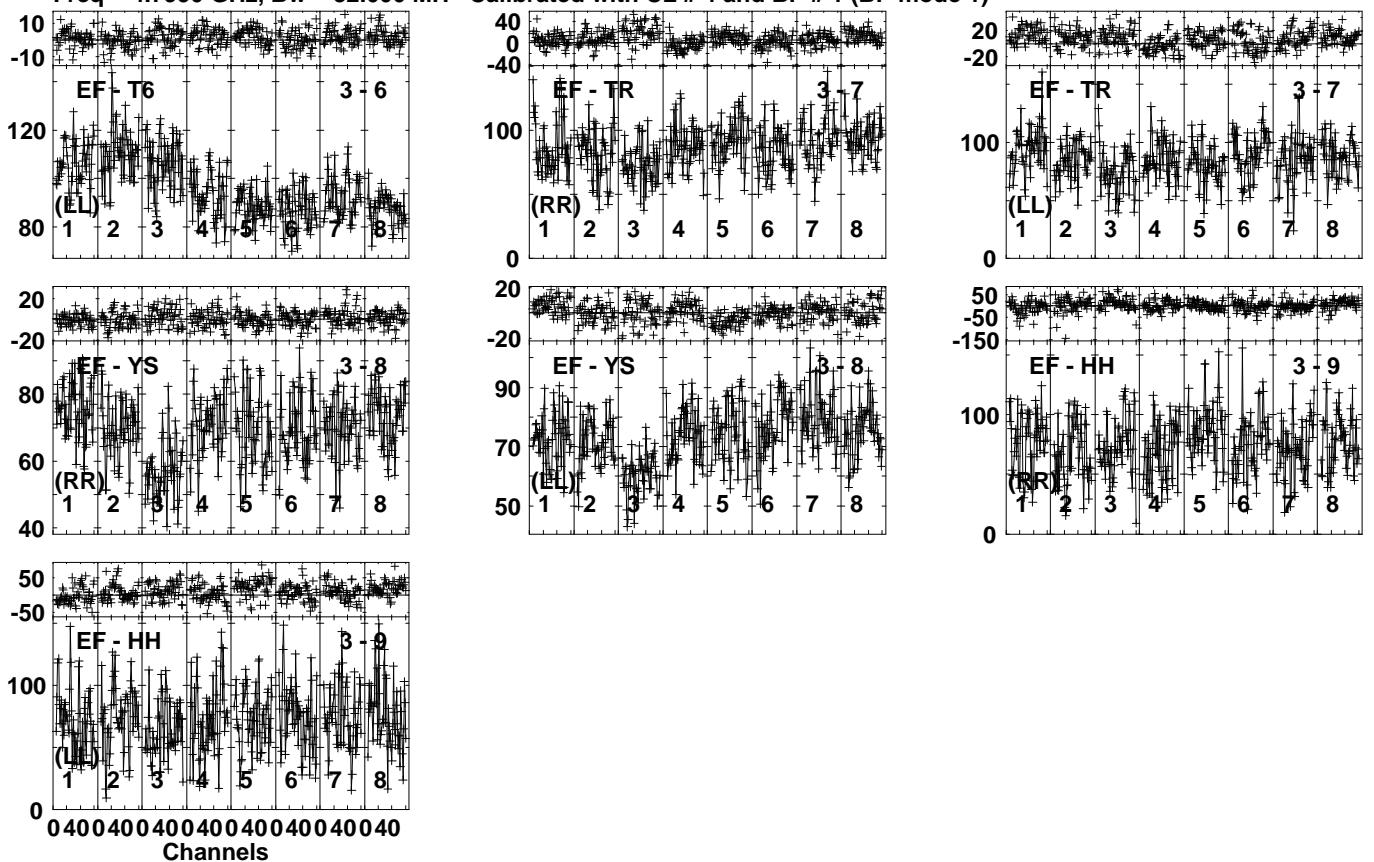 10
-10
EF - T6 3 - 6
120
(LL)
80
1 2 3 4 5 6 7 8
40
0
-40
EF - TR 3 - 7
100
(RR)
1 2 3 4 5 6 7 8
0
20
-20
EF - TR 3 - 7
100
(LL)
1 2 3 4 5 6 7 8
0
20
-20
EF - YS 3 - 8
80
60
(RR)
1 2 3 4 5 6 7 8
40
20
-20
EF - YS 3 - 8
90
70
(LL)
50
1 2 3 4 5 6 7 8
50
-50
-150
EF - HH 3 - 9
100
(RR)
1 2 3 4 5 6 7 8
0
50
-50
EF - HH 3 - 9
100
(LL)
1 2 3 4 5 6 7 8
0
0 40 0 40 0 40 0 40 0 40 0 40 0 40 0 40
Channels